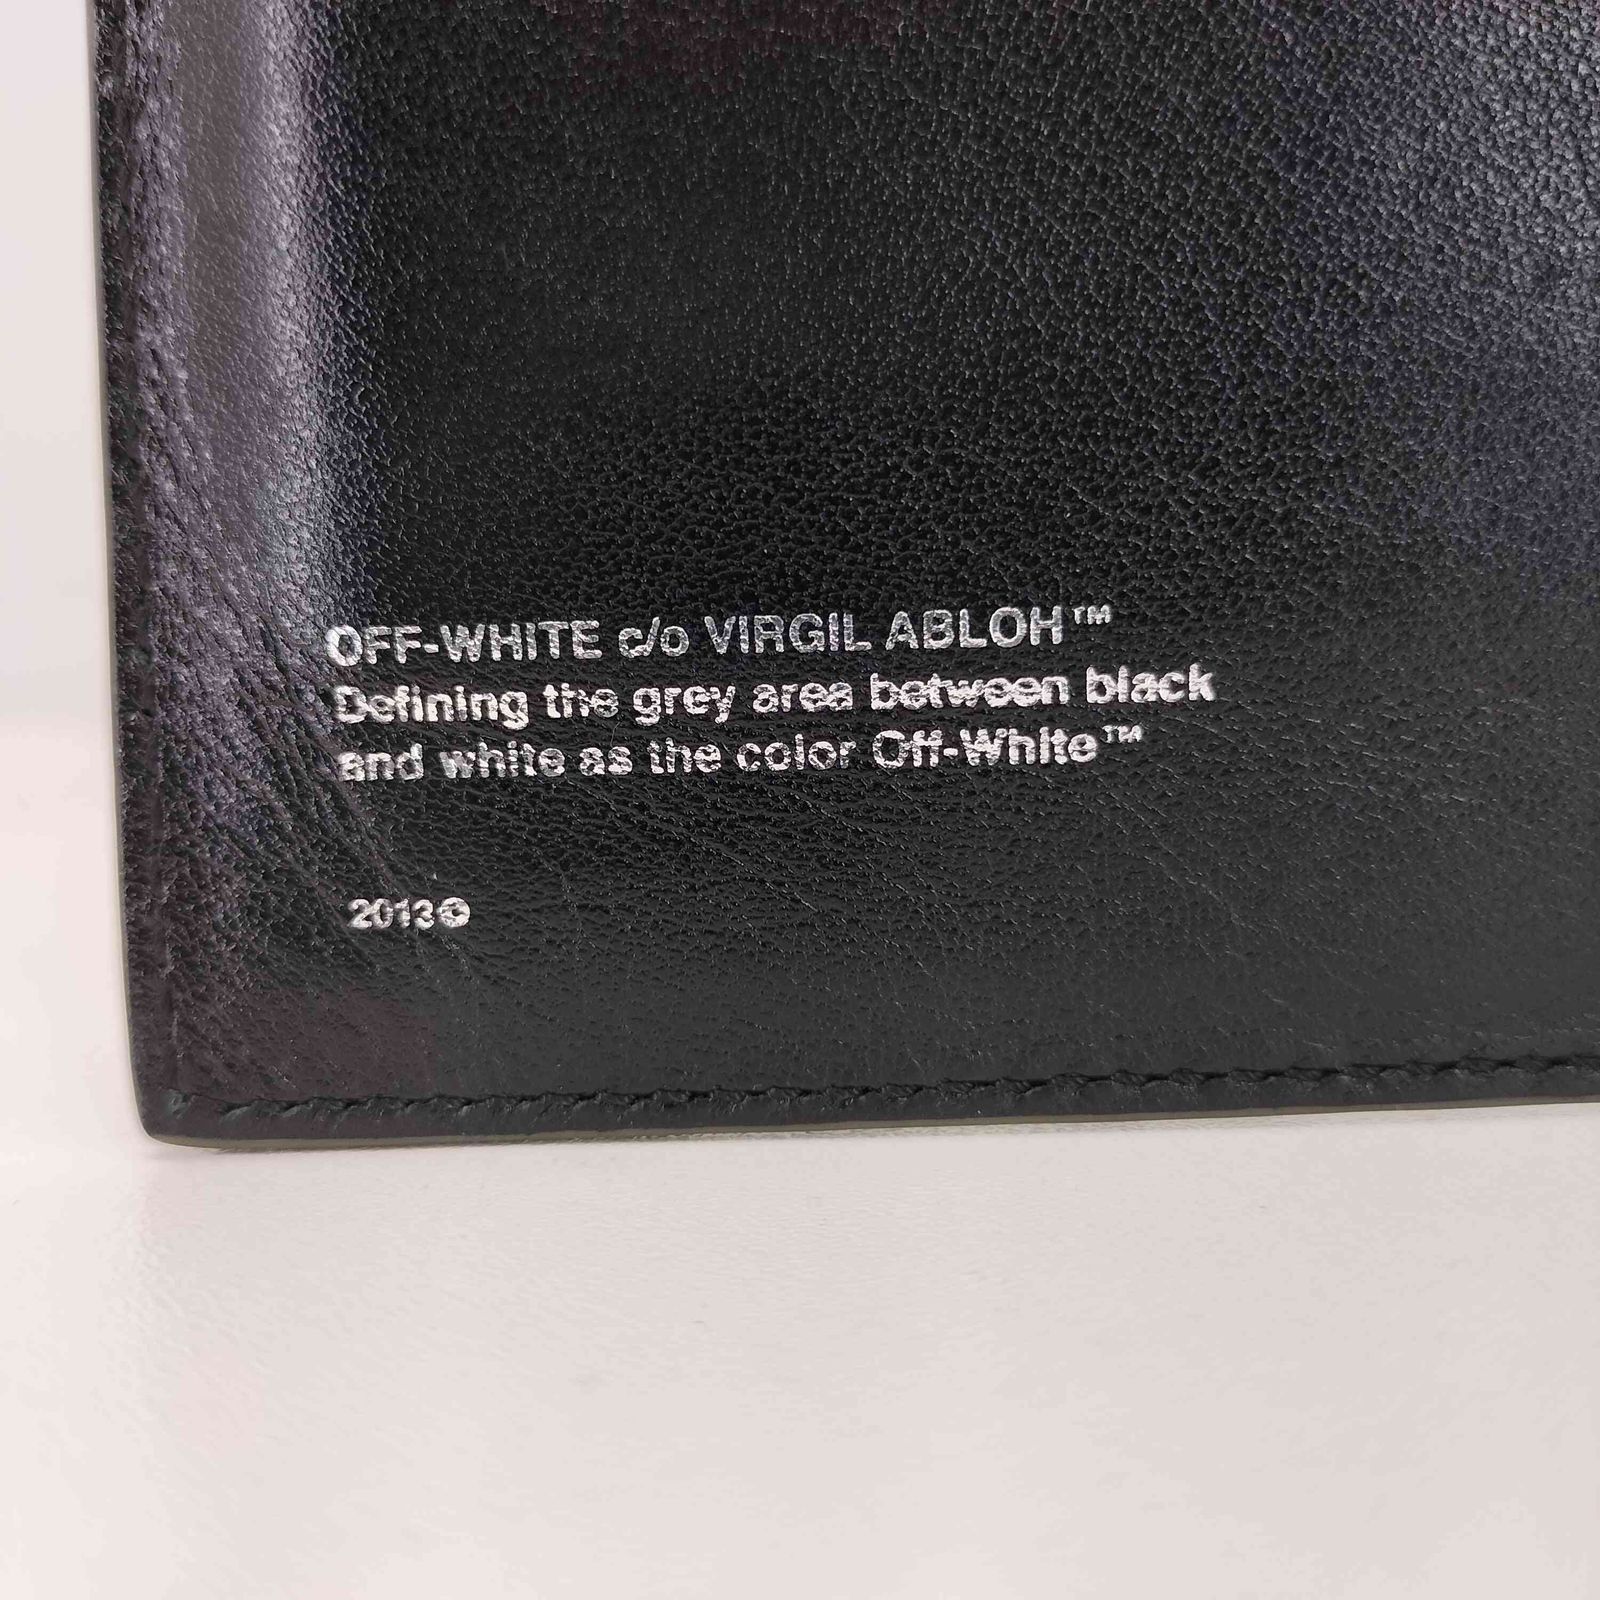 OFF-WHITE c/o VIRGIL ABLOH™
Defining the grey area between black
and white as the color Off-White™
2013©